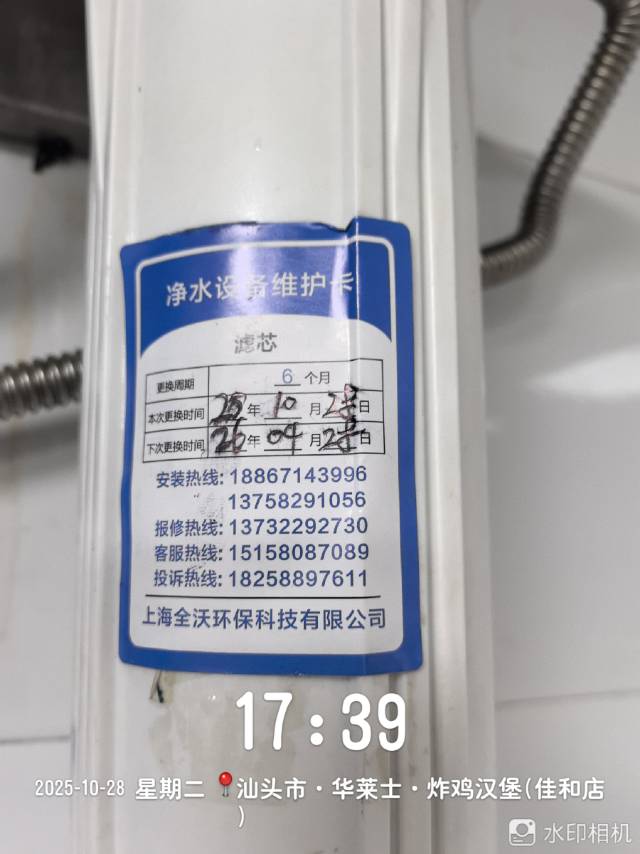 净水设备维护卡
滤芯
更换周期 6 个月
本次更换时间 25 年 10 月 28 日
下次更换时间 26 年 04 月 28 日
安装热线: 18867143996
13758291056
报修热线: 13732292730
客服热线: 15158087089
投诉热线: 18258897611
上海全沃环保科技有限公司
17:39
2025-10-28 星期二 汕头市·华莱士·炸鸡汉堡(佳和店
)
水印相机